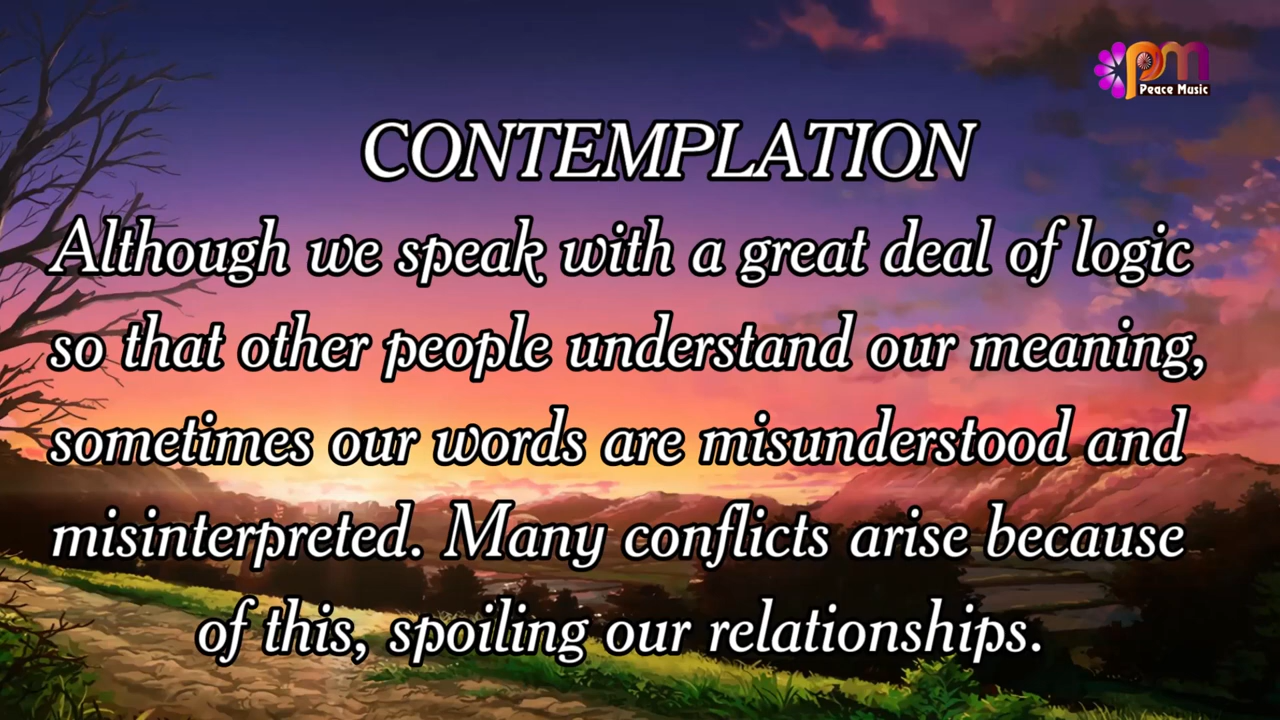 pm
Peace Music
CONTEMPLATION
Although we speak with a great deal of logic
so that other people understand our meaning,
sometimes our words are misunderstood and
misinterpreted. Many conflicts arise because
of this, spoiling our relationships.